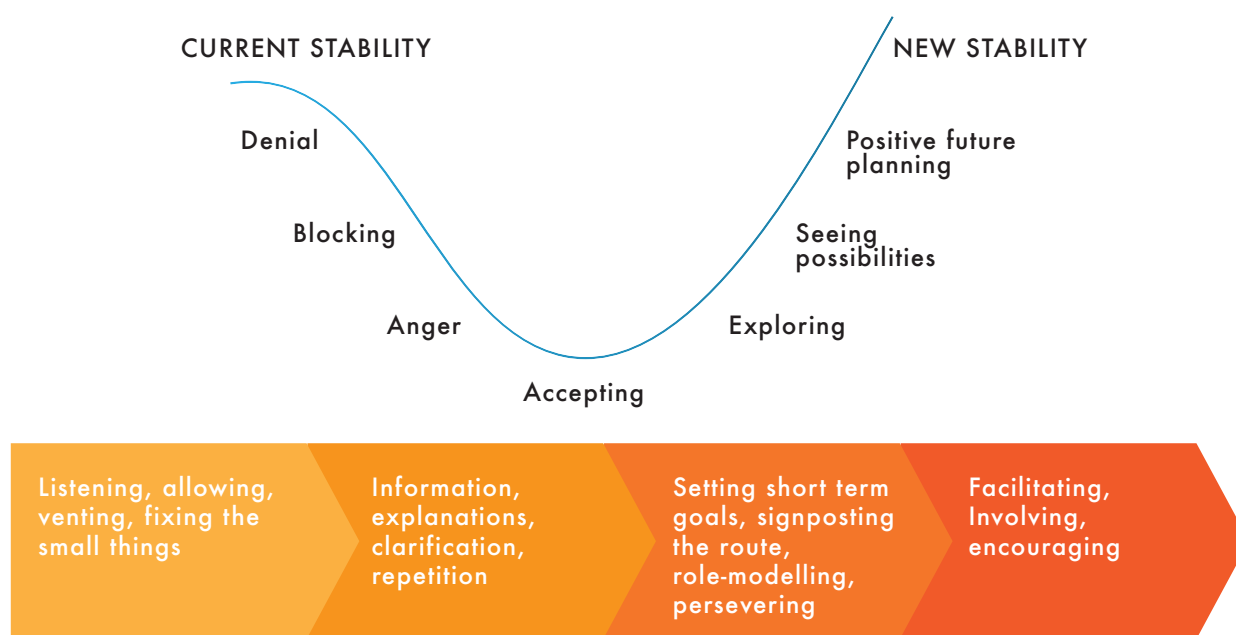 CURRENT STABILITY
NEW STABILITY
Denial
Positive future
planning
Blocking
Seeing
possibilities
Anger
Exploring
Accepting
Listening, allowing,
venting, fixing the
small things
Information,
explanations,
clarification,
repetition
Setting short term
goals, signposting
the route,
role-modelling,
persevering
Facilitating,
Involving,
encouraging